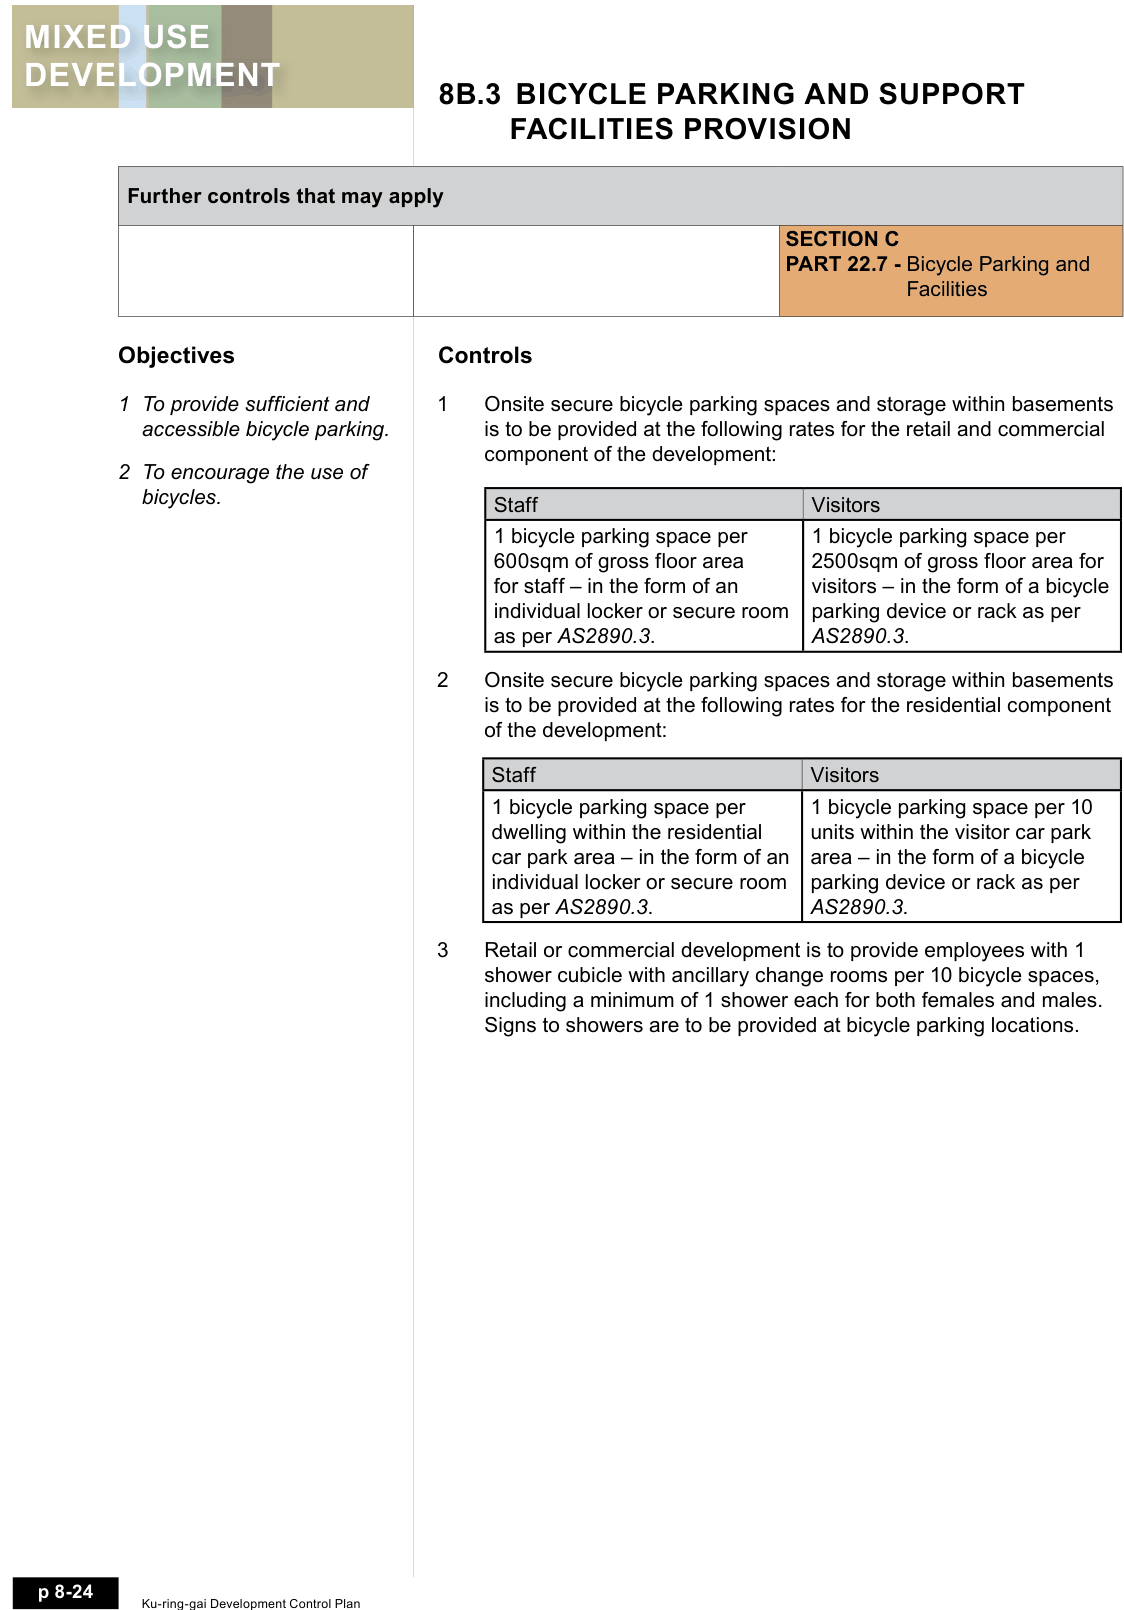 MIXED USE
DEVELOPMENT
8B.3 BICYCLE PARKING AND SUPPORT
FACILITIES PROVISION
Further controls that may apply
SECTION C
PART 22.7 - Bicycle Parking and
Facilities
Objectives
1 To provide sufficient and
accessible bicycle parking.
2 To encourage the use of
bicycles.
Controls
1 Onsite secure bicycle parking spaces and storage within basements
is to be provided at the following rates for the retail and commercial
component of the development:
Staff
1 bicycle parking space per
600sqm of gross floor area
for staff – in the form of an
individual locker or secure room
as per AS2890.3.
Visitors
1 bicycle parking space per
2500sqm of gross floor area for
visitors – in the form of a bicycle
parking device or rack as per
AS2890.3.
2 Onsite secure bicycle parking spaces and storage within basements
is to be provided at the following rates for the residential component
of the development:
Staff
1 bicycle parking space per
dwelling within the residential
car park area – in the form of an
individual locker or secure room
as per AS2890.3.
Visitors
1 bicycle parking space per 10
units within the visitor car park
area – in the form of a bicycle
parking device or rack as per
AS2890.3.
3 Retail or commercial development is to provide employees with 1
shower cubicle with ancillary change rooms per 10 bicycle spaces,
including a minimum of 1 shower each for both females and males.
Signs to showers are to be provided at bicycle parking locations.
p 8-24
Ku-ring-gai Development Control Plan